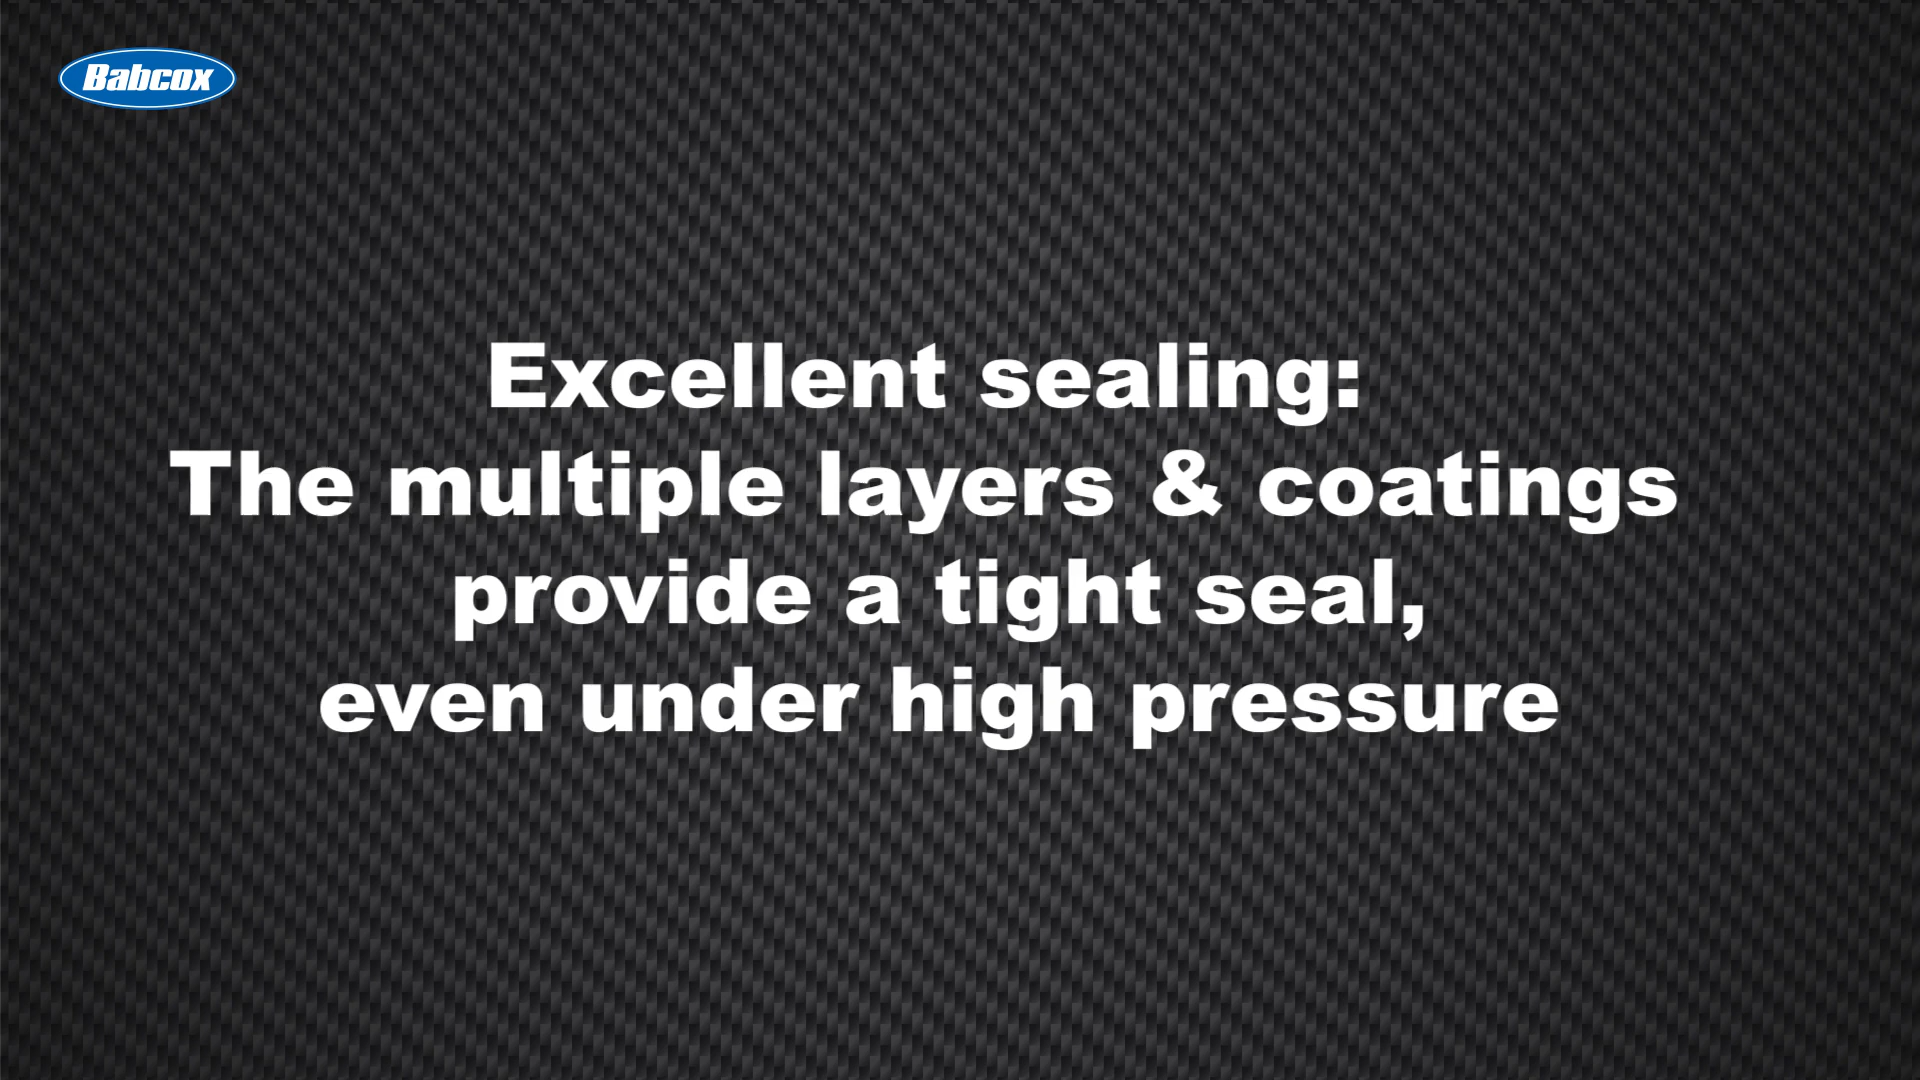 Babcox
Excellent sealing:
The multiple layers & coatings
provide a tight seal,
even under high pressure